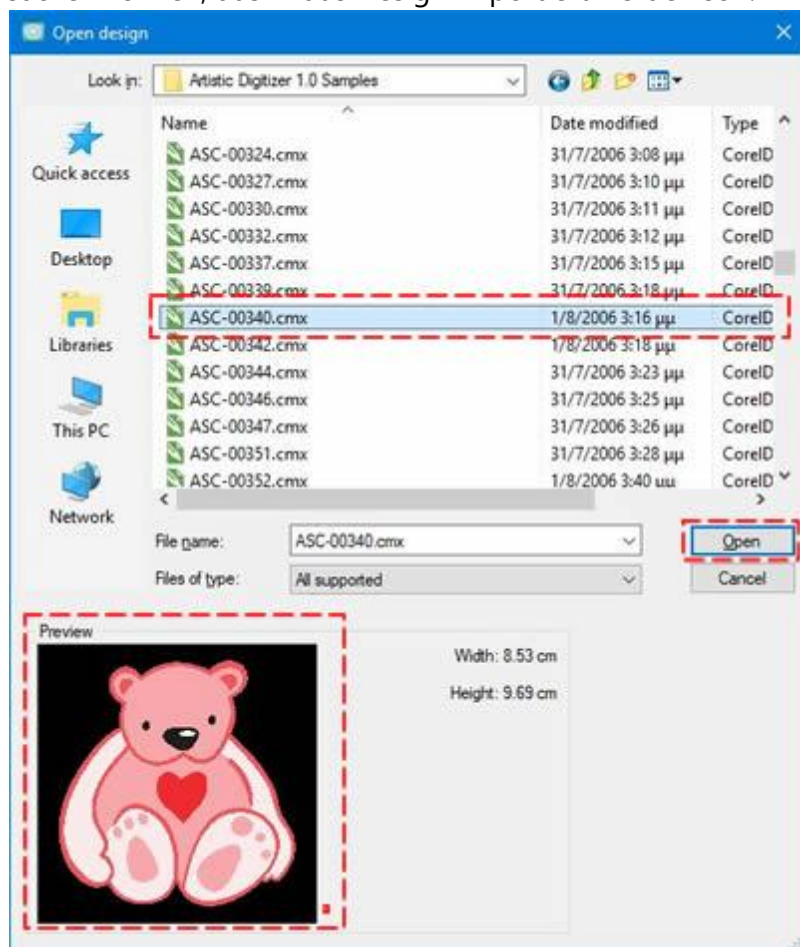 Open design
Look in: Artistic Digitizer 1.0 Samples
Name Date modified Type
Quick access
Desktop
Libraries
This PC
Network
ASC-00324.cmx 31/7/2006 3:08 μμ CorelD
ASC-00327.cmx 31/7/2006 3:10 μμ CorelD
ASC-00330.cmx 31/7/2006 3:11 μμ CorelD
ASC-00332.cmx 31/7/2006 3:12 μμ CorelD
ASC-00337.cmx 31/7/2006 3:15 μμ CorelD
ASC-00339.cmx 31/7/2006 3:18 μμ CorelD
ASC-00340.cmx 1/8/2006 3:16 μμ CorelD
ASC-00342.cmx 1/8/2006 3:18 μμ CorelD
ASC-00344.cmx 31/7/2006 3:23 μμ CorelD
ASC-00346.cmx 31/7/2006 3:25 μμ CorelD
ASC-00347.cmx 31/7/2006 3:26 μμ CorelD
ASC-00351.cmx 31/7/2006 3:28 μμ CorelD
ASC-00352.cmx 1/8/2006 3:40 μμ CorelD
File name: ASC-00340.cmx Open
Files of type: All supported Cancel
Preview
Width: 8.53 cm
Height: 9.69 cm